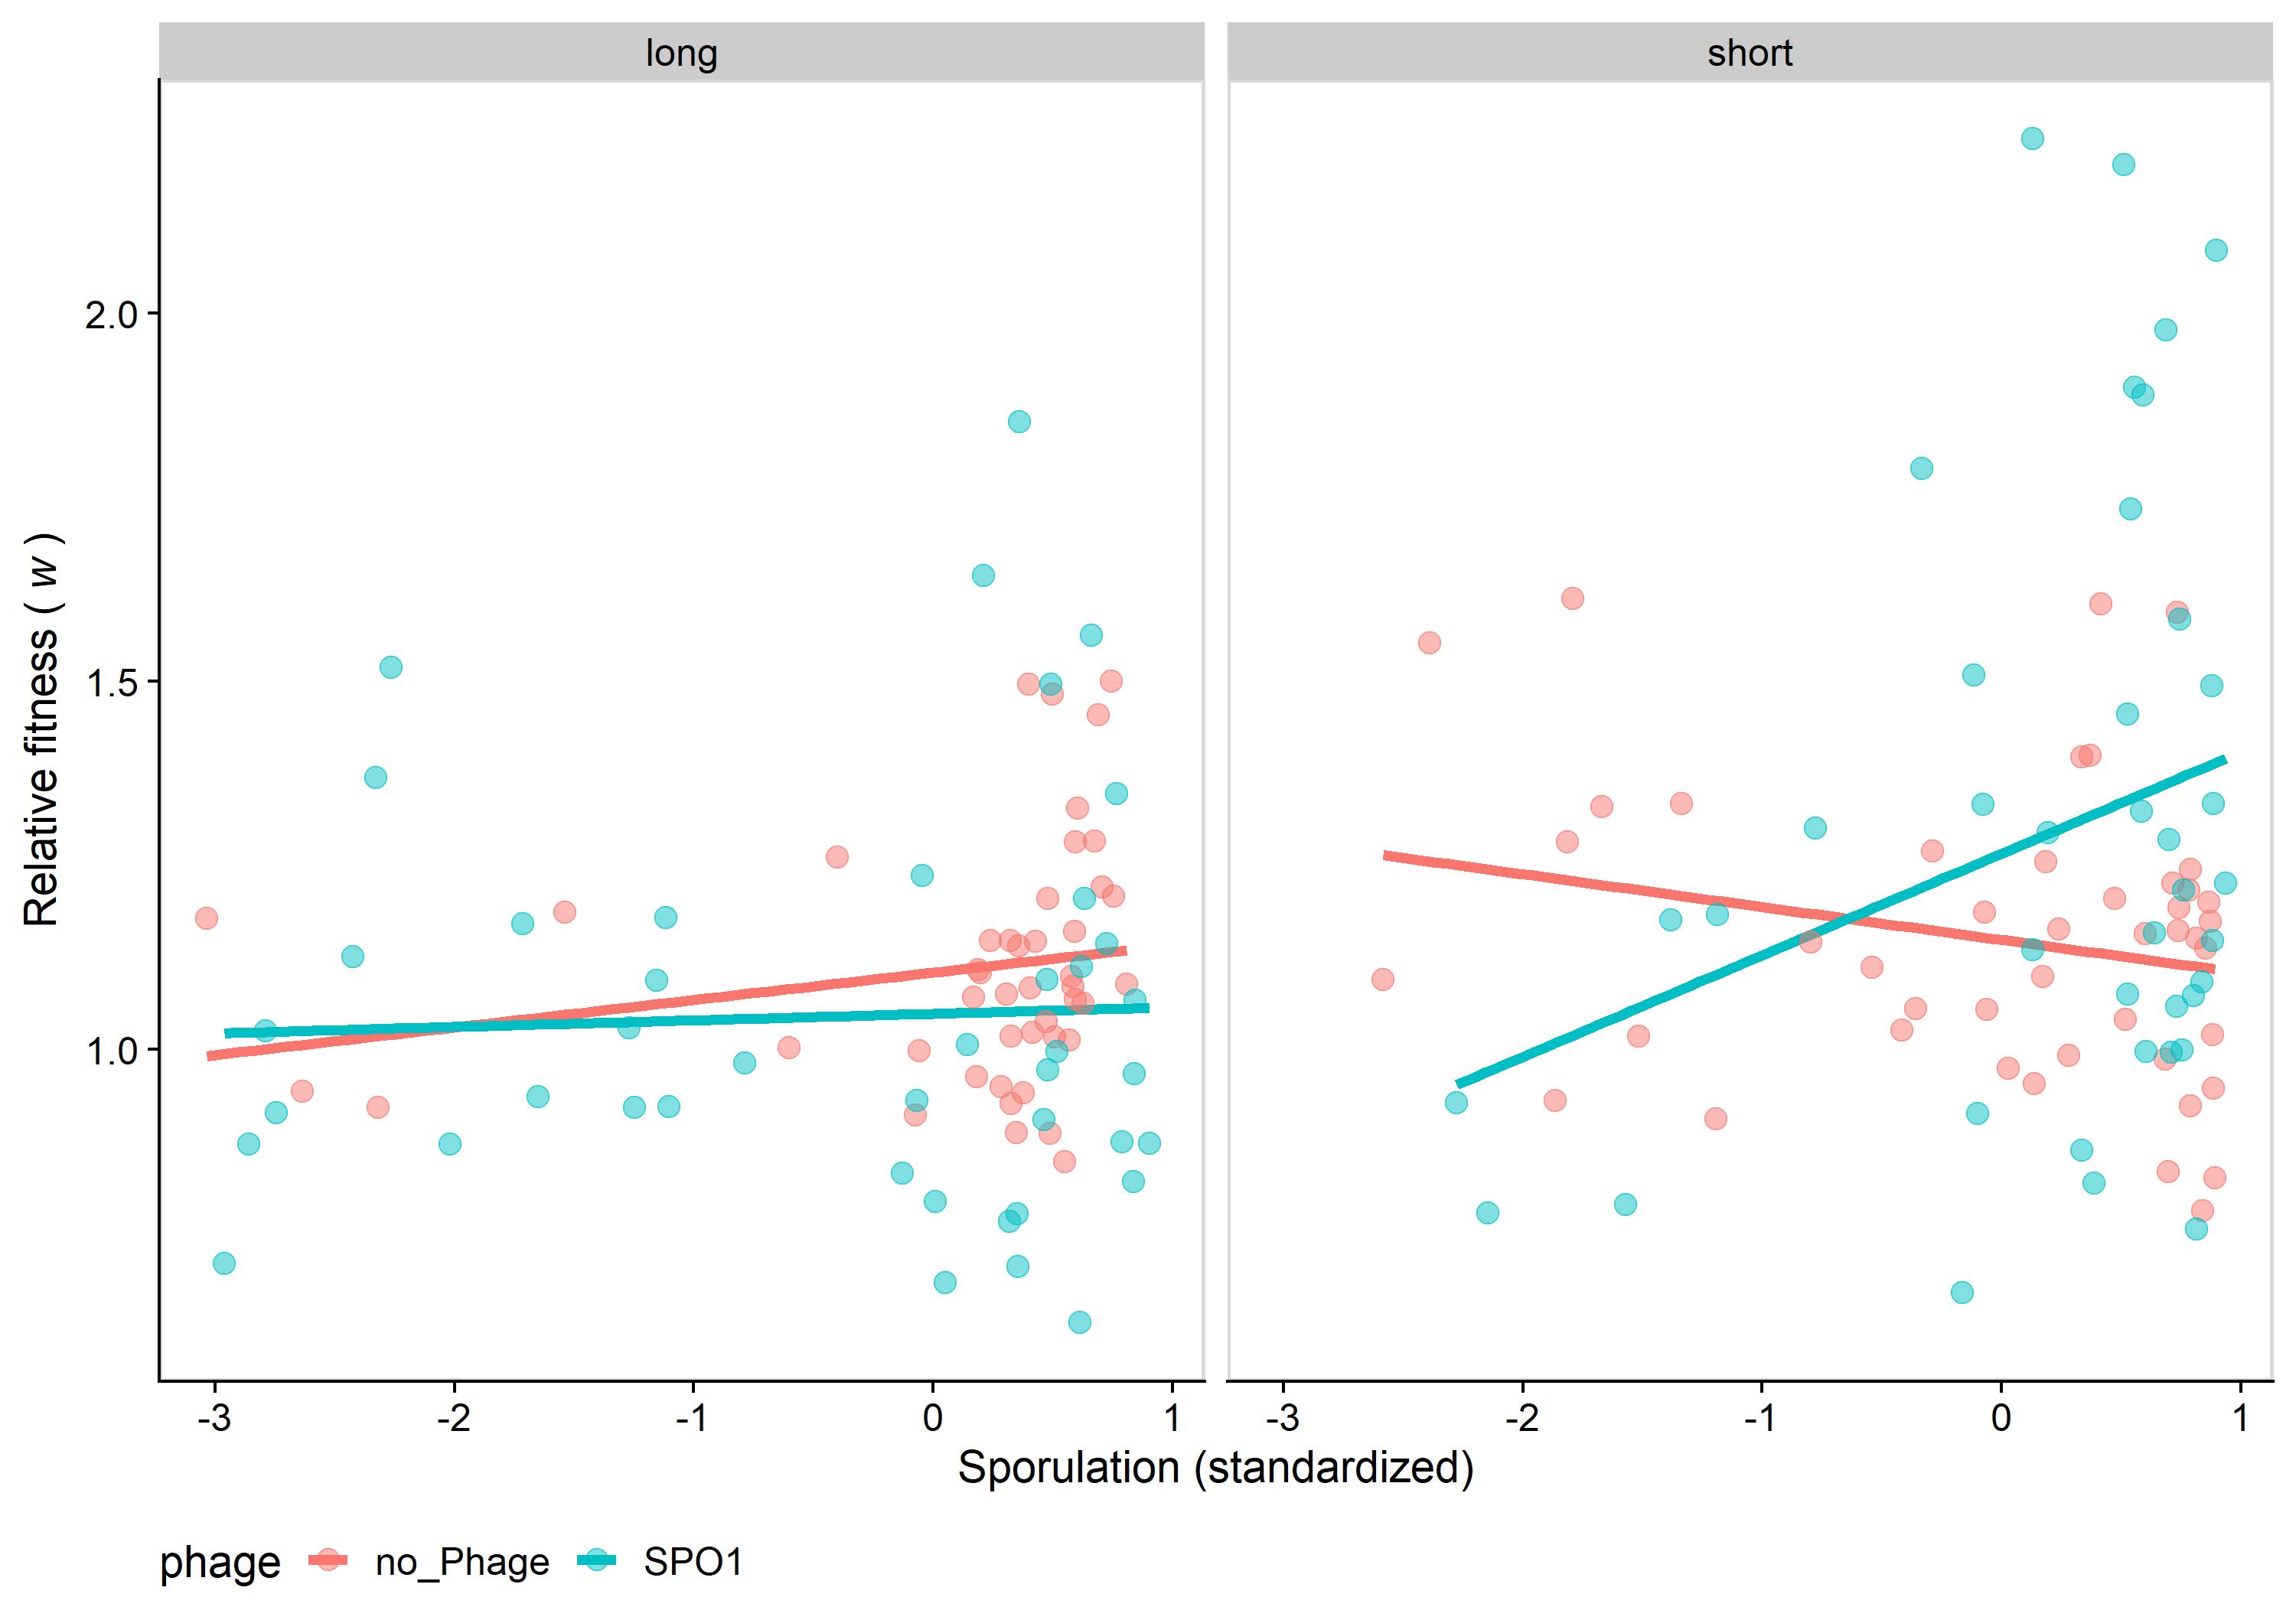 long
short
Relative fitness ( w )
2.0
1.5
1.0
-3 -2 -1 0 1
-3 -2 -1 0 1
Sporulation (standardized)
phage no_Phage SPO1